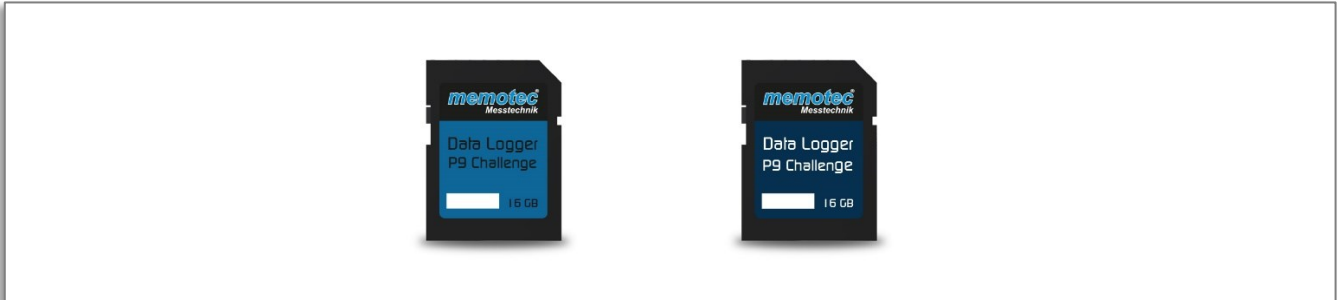 memotec
Messtechnik
Data Logger
P9 Challenge
16 GB
memotec
Messtechnik
Data Logger
P9 Challenge
16 GB